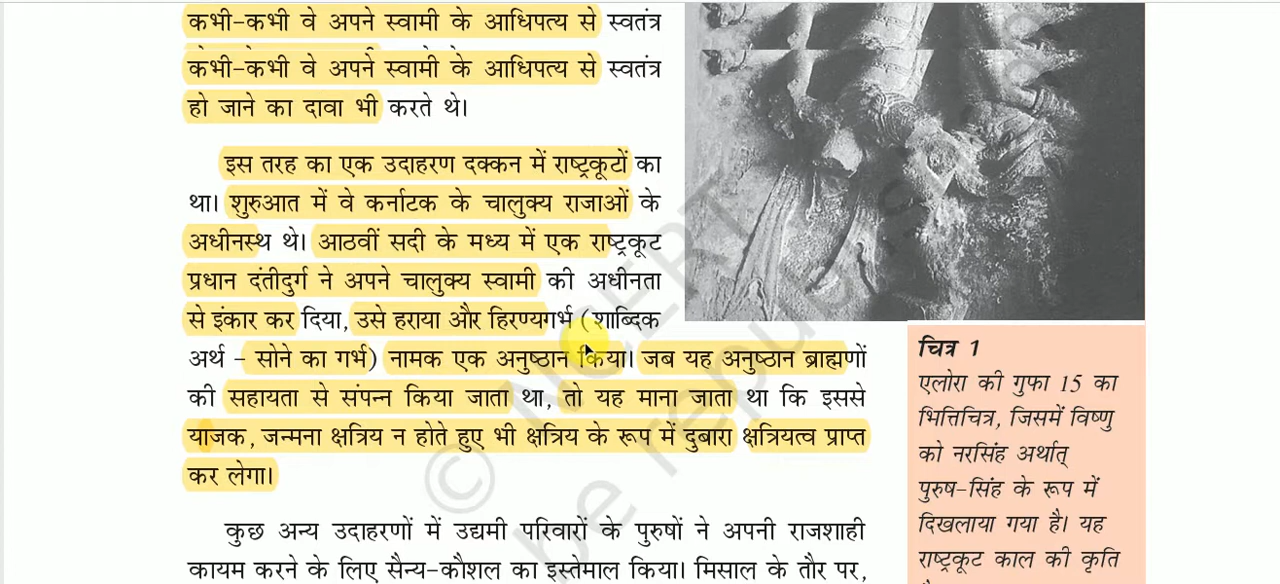 कभी-कभी वे अपने स्वामी के आधिपत्य से स्वतंत्र
कभी-कभी वे अपने स्वामी के आधिपत्य से स्वतंत्र
हो जाने का दावा भी करते थे।
इस तरह का एक उदाहरण दक्कन में राष्ट्रकूटों का
था। शुरुआत में वे कर्नाटक के चालुक्य राजाओं के
अधीनस्थ थे। आठवीं सदी के मध्य में एक राष्ट्रकूट
प्रधान दंतीदुर्ग ने अपने चालुक्य स्वामी की अधीनता
से इंकार कर दिया, उसे हराया और हिरण्यगर्भ (शाब्दिक
अर्थ – सोने का गर्भ) नामक एक अनुष्ठान किया। जब यह अनुष्ठान ब्राह्मणों
की सहायता से संपन्न किया जाता था, तो यह माना जाता था कि इससे
याजक, जन्मना क्षत्रिय न होते हुए भी क्षत्रिय के रूप में दुबारा क्षत्रियत्व प्राप्त
कर लेगा।
कुछ अन्य उदाहरणों में उद्यमी परिवारों के पुरुषों ने अपनी राजशाही
कायम करने के लिए सैन्य-कौशल का इस्तेमाल किया। मिसाल के तौर पर,
चित्र 1
एलोरा की गुफा 15 का
भित्तिचित्र, जिसमें विष्णु
को नरसिंह अर्थात्
पुरुष-सिंह के रूप में
दिखलाया गया है। यह
राष्ट्रकूट काल की कृति
© NCERT
be repu